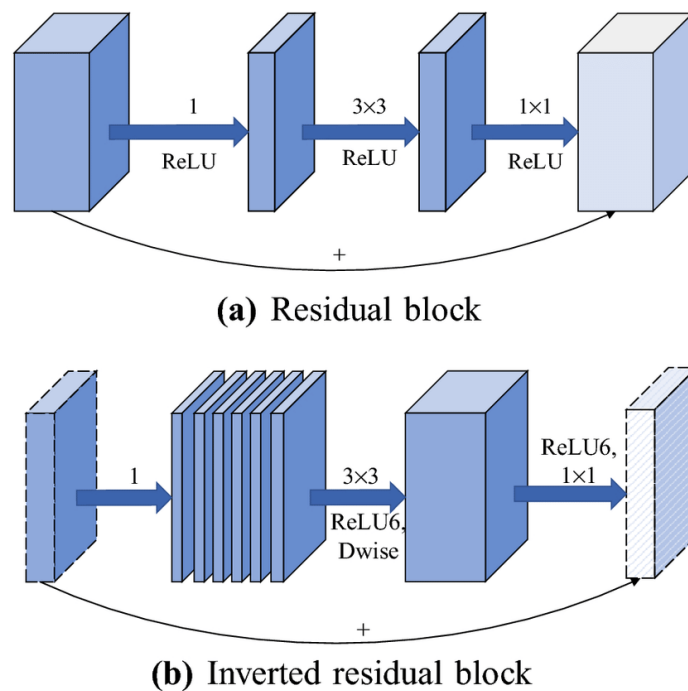 1
ReLU
3×3
ReLU
1×1
ReLU
+
(a) Residual block
1
3×3
ReLU6,
Dwise
ReLU6,
1×1
+
(b) Inverted residual block